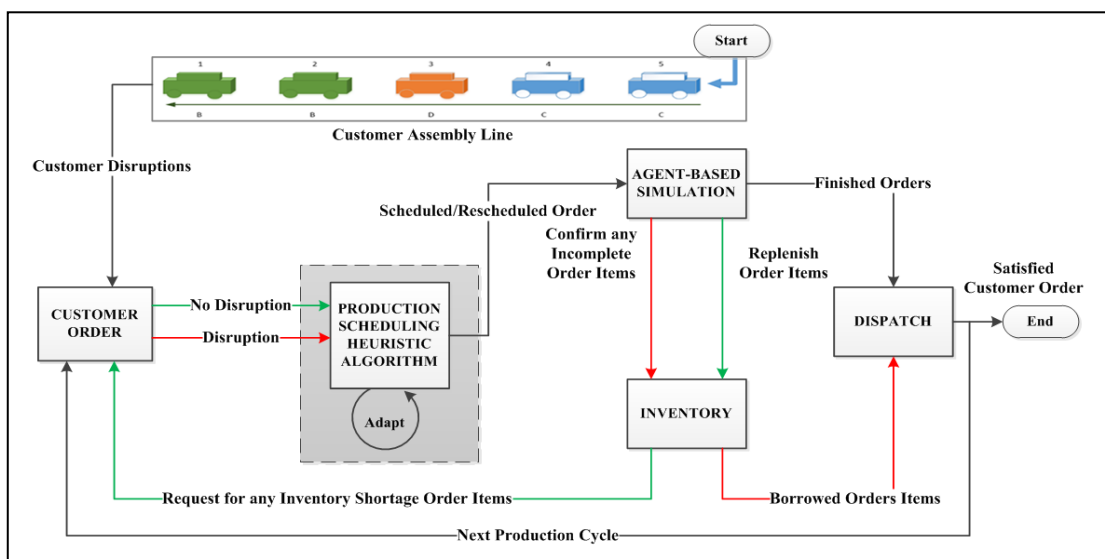 Start
1 2 3 4 5
B B D C C
Customer Assembly Line
Customer Disruptions
AGENT-BASED
SIMULATION
Finished Orders
Scheduled/Rescheduled Order
Confirm any
Incomplete
Order Items
Replenish
Order Items
Satisfied
Customer Order
CUSTOMER
ORDER
No Disruption
Disruption
PRODUCTION
SCHEDULING
HEURISTIC
ALGORITHM
Adapt
DISPATCH
End
INVENTORY
Request for any Inventory Shortage Order Items
Borrowed Orders Items
Next Production Cycle